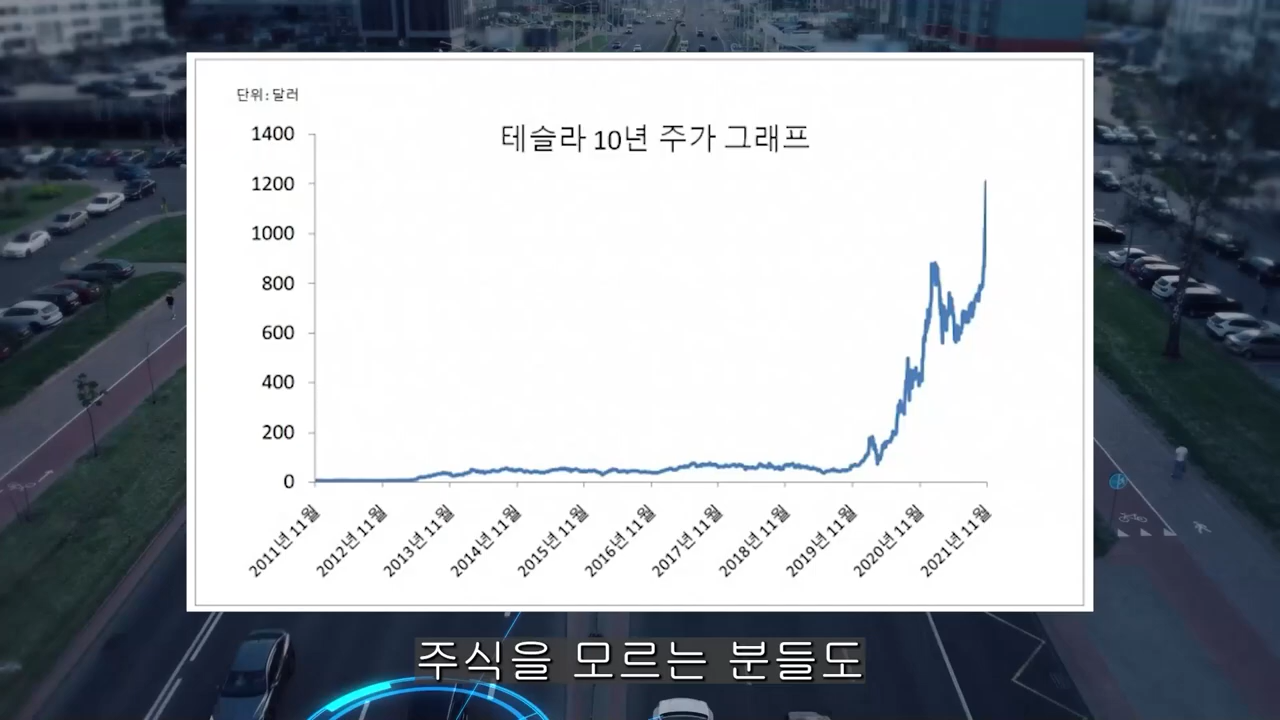 단위:달러
테슬라 10년 주가 그래프
1400
1200
1000
800
600
400
200
0
2011년 11월
2012년 11월
2013년 11월
2014년 11월
2015년 11월
2016년 11월
2017년 11월
2018년 11월
2019년 11월
2020년 11월
2021년 11월
주식을 모르는 분들도